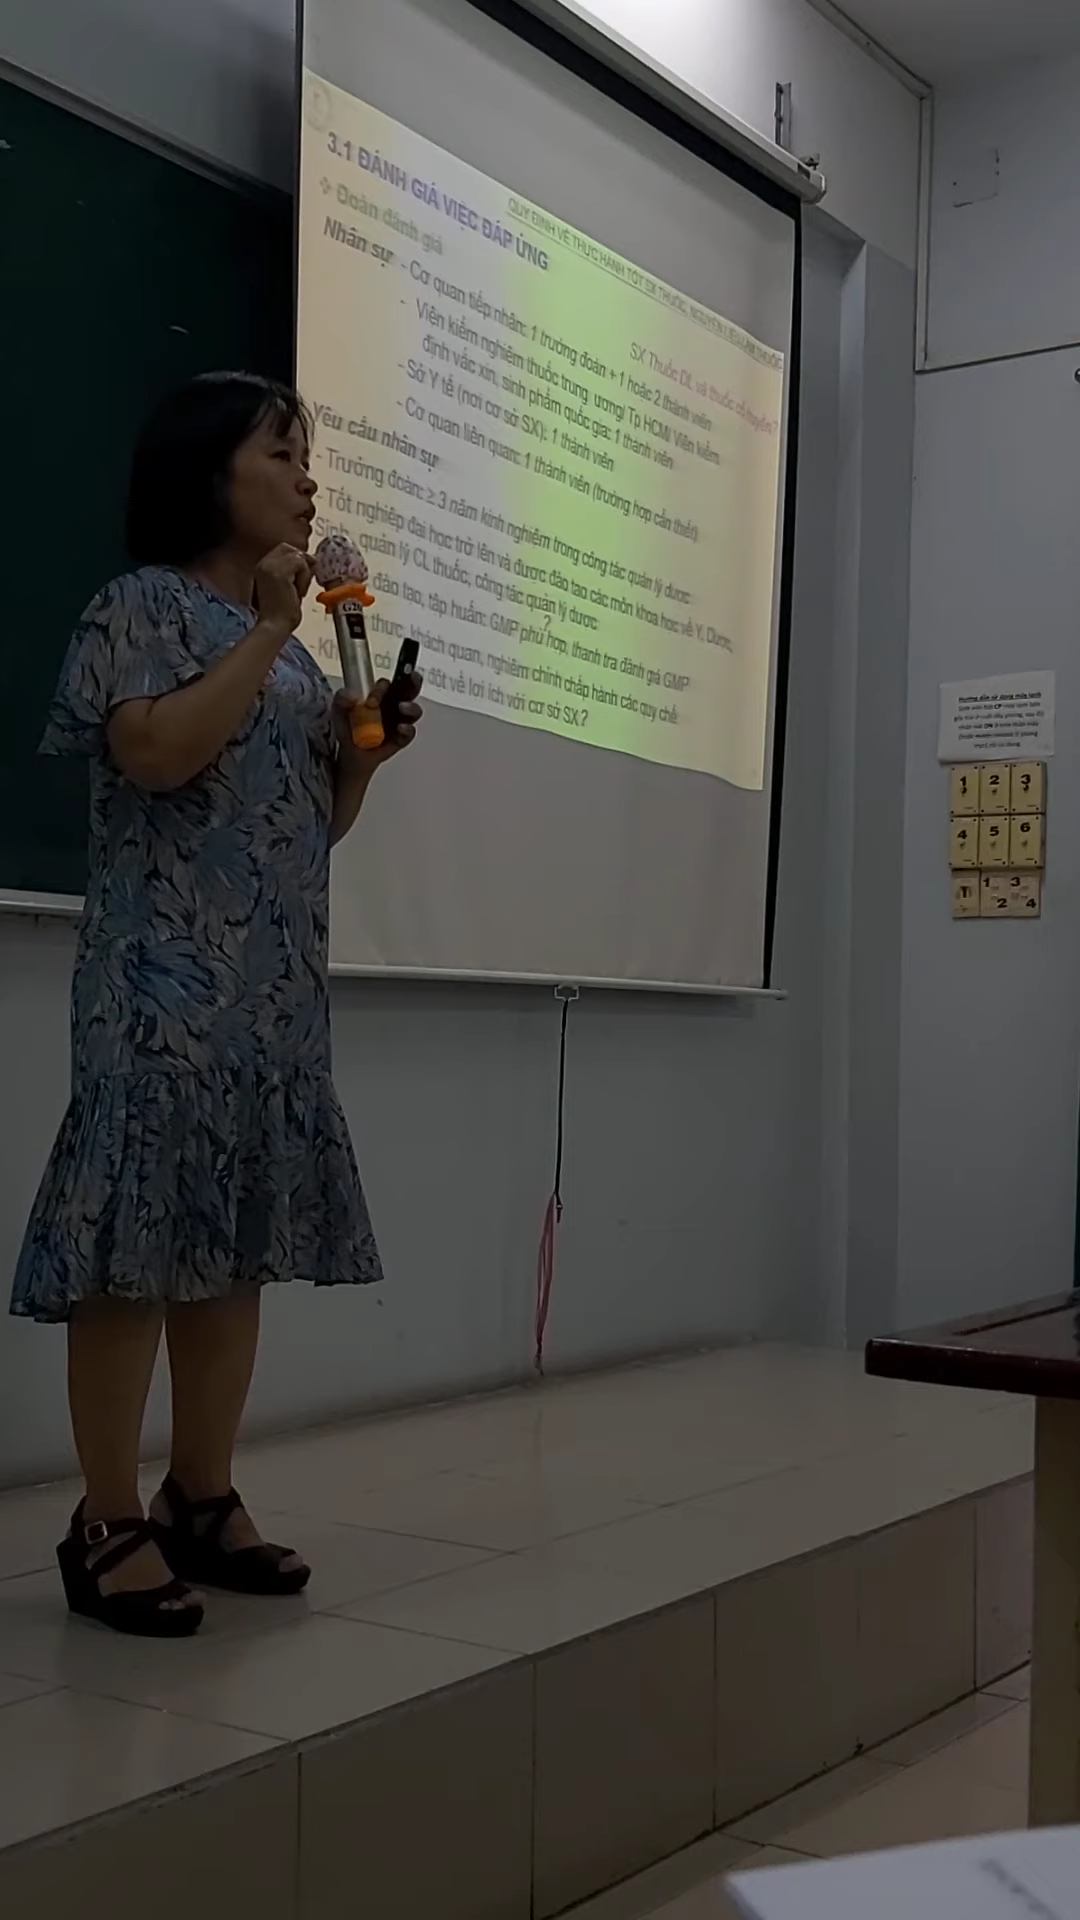 QUY ĐỊNH VỀ THỰC HÀNH TỐT SX THUỐC, NGUYÊN LIỆU LÀM THUỐC
3.1 ĐÁNH GIÁ VIỆC ĐÁP ỨNG
SX Thuốc DL và thuốc cổ truyền?
❖ Đoàn đánh giá
Nhân sự
- Cơ quan tiếp nhận: 1 trưởng đoàn + 1 hoặc 2 thành viên
- Viện kiểm nghiệm thuốc trung ương/ Tp HCM/ Viện kiểm
định vắc xin, sinh phẩm quốc gia: 1 thành viên
- Sở Y tế (nơi cơ sở SX): 1 thành viên
- Cơ quan liên quan: 1 thành viên (trường hợp cần thiết)
Yêu cầu nhân sự
- Trưởng đoàn: ≥ 3 năm kinh nghiệm trong công tác quản lý dược
- Tốt nghiệp đại học trở lên và được đào tạo các môn khoa học về Y, Dược,
Sinh, quản lý CL thuốc, công tác quản lý dược
đào tạo, tập huấn: GMP phù hợp, thanh tra đánh giá GMP
?
thực, khách quan, nghiêm chỉnh chấp hành các quy chế
- có đột về lợi ích với cơ sở SX?
G20
Hướng dẫn sử dụng máy lạnh
1 2 3
4 5 6
T 1 3
2 4